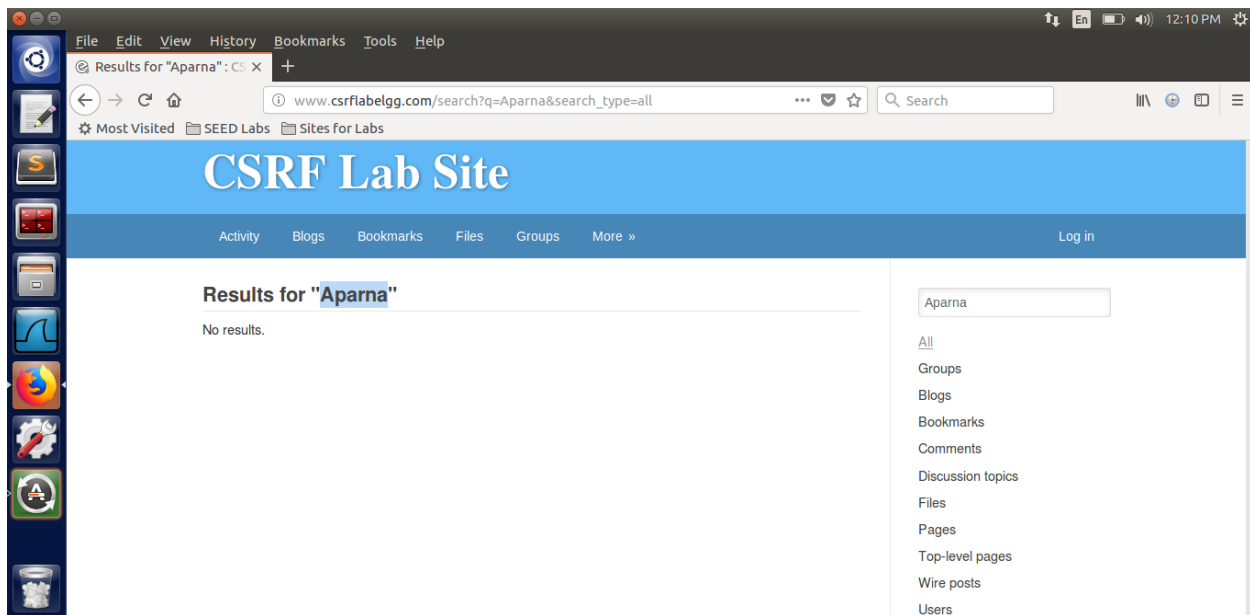 En 12:10 PM
File Edit View History Bookmarks Tools Help
Results for "Aparna" : CS
www.csrflabelgg.com/search?q=Aparna&search_type=all
Search
Most Visited SEED Labs Sites for Labs
CSRF Lab Site
Activity Blogs Bookmarks Files Groups More » Log in
Results for "Aparna"
No results.
Aparna
All
Groups
Blogs
Bookmarks
Comments
Discussion topics
Files
Pages
Top-level pages
Wire posts
Users